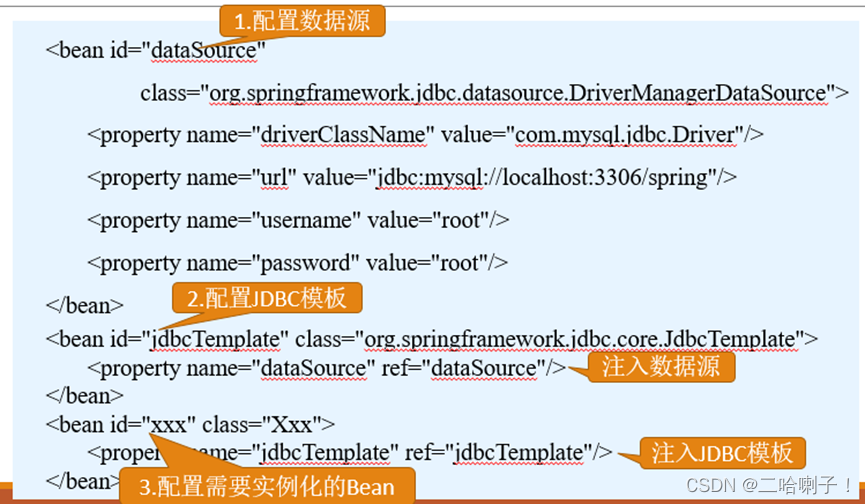 1.配置数据源
<bean id="dataSource"
class="org.springframework.jdbc.datasource.DriverManagerDataSource">
<property name="driverClassName" value="com.mysql.jdbc.Driver"/>
<property name="url" value="jdbc:mysql://localhost:3306/spring"/>
<property name="username" value="root"/>
<property name="password" value="root"/>
</bean>
2.配置JDBC模板
<bean id="jdbcTemplate" class="org.springframework.jdbc.core.JdbcTemplate">
<property name="dataSource" ref="dataSource"/>
注入数据源
</bean>
<bean id="xxx" class="Xxx">
<property name="jdbcTemplate" ref="jdbcTemplate"/>
注入JDBC模板
</bean>
3.配置需要实例化的Bean
CSDN @二哈喇子！